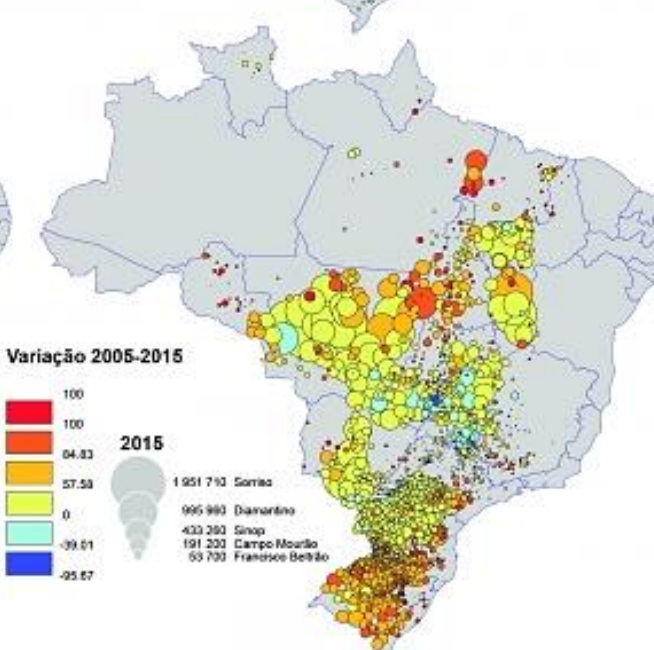 Variação 2005-2015
100
100
84.83
57.58
0
-39.01
-95.67
2015
1 951 710 Sorriso
995 960 Diamantino
433 260 Sinop
191 200 Campo Mourão
53 700 Francisco Beltrão